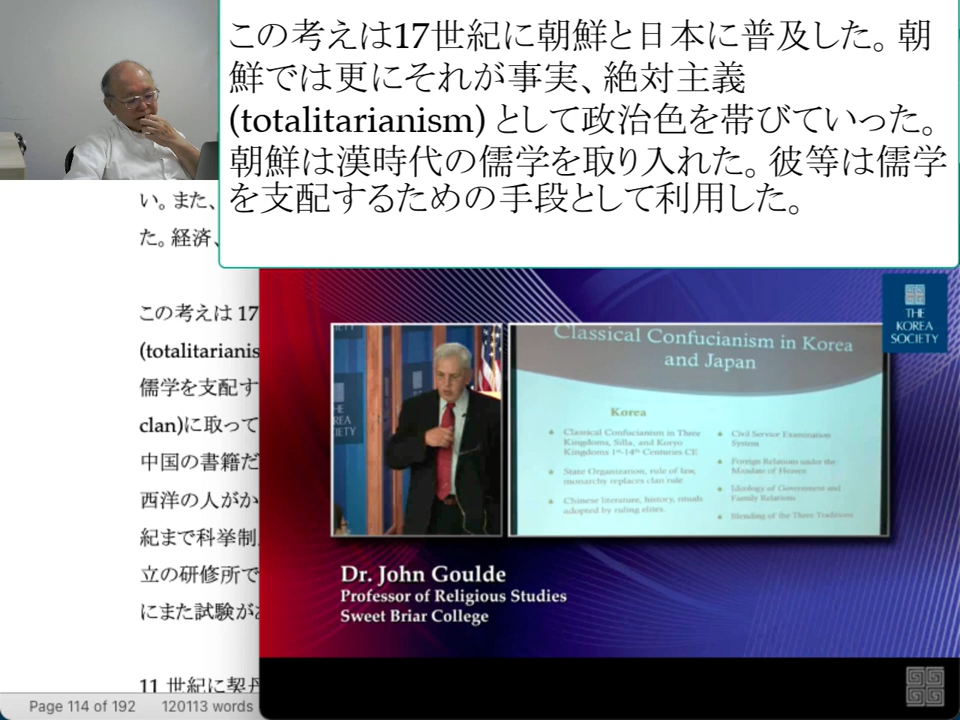 この考えは17世紀に朝鮮と日本に普及した。朝
鮮では更にそれが事実、絶対主義
(totalitarianism) として政治色を帯びていった。
朝鮮は漢時代の儒学を取り入れた。彼等は儒学
を支配するための手段として利用した。
い。また、
た。経済、
この考えは 17
(totalitarianis
儒学を支配す
clan)に取って
中国の書籍だ
西洋の人がか
紀まで科挙制
立の研修所で
にまた試験が
11 世紀に契丹
Page 114 of 192 120113 words
THE
KOREA
SOCIETY
Classical Confucianism in Korea
and Japan
Korea
Classical Confucianism in Three
Kingdoms, Silla, and Koryo
Kingdoms 1st-14th Centuries CE
State Organization, rule of law,
monarchy replaces clan rule
Chinese literature, history, rituals
adopted by ruling elites.
Civil Service Examination
System
Foreign Relations under the
Mandate of Heaven
Ideology of Government and
Family Relations
Blending of the Three Traditions
Dr. John Goulde
Professor of Religious Studies
Sweet Briar College